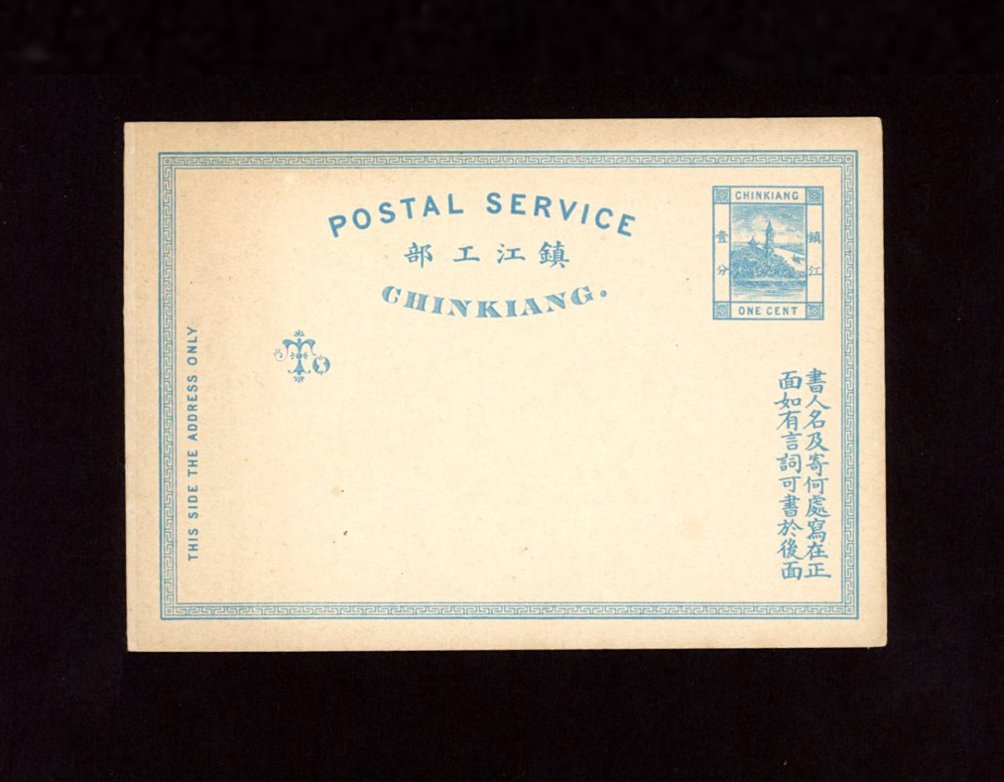 POSTAL SERVICE
部工江鎮
CHINKIANG.
To
THIS SIDE THE ADDRESS ONLY
CHINKIANG
鎮江
壹分
ONE CENT
書人名及寄何處寫在正
面如有言詞可書於後面